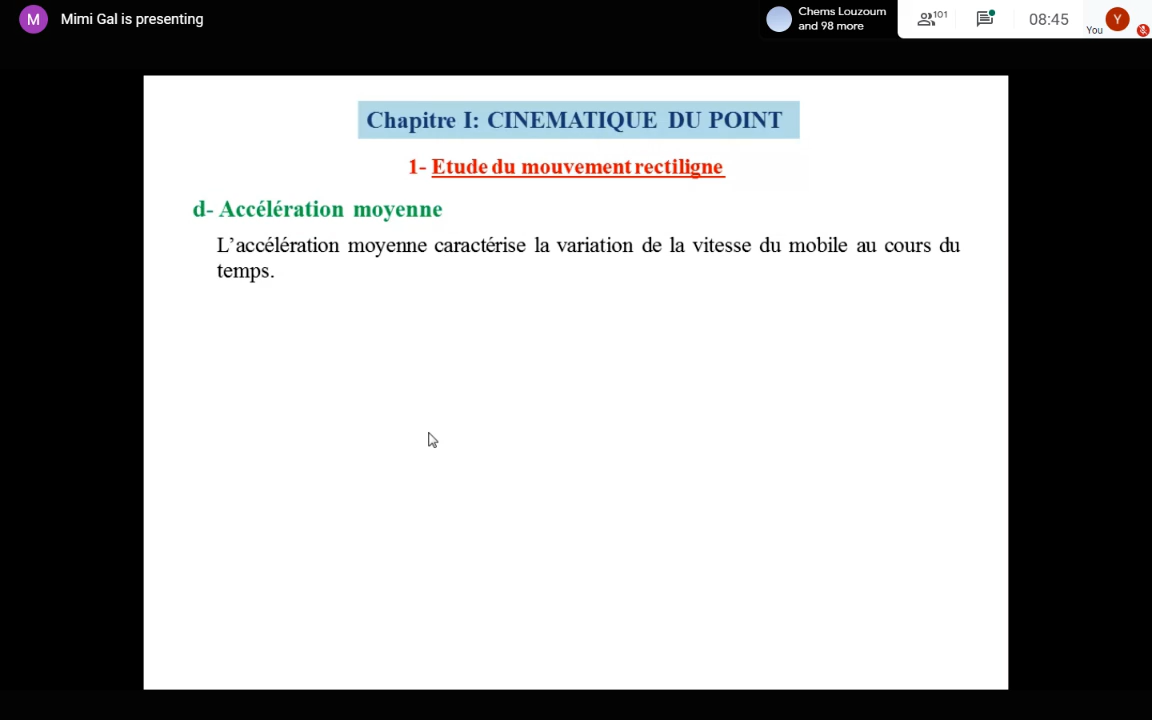 M Mimi Gal is presenting
Chems Louzoum
and 98 more
101
08:45
You
Y
Chapitre I: CINEMATIQUE DU POINT
1- Etude du mouvement rectiligne
d- Accélération moyenne
L’accélération moyenne caractérise la variation de la vitesse du mobile au cours du
temps.